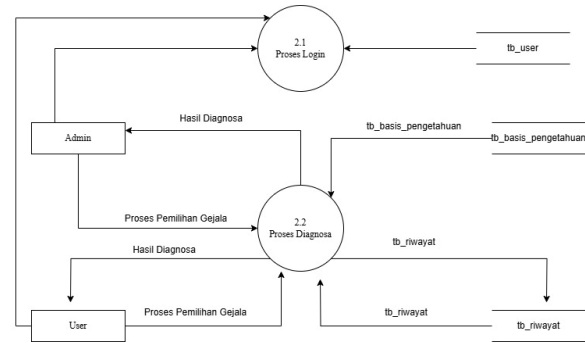 2.1
Proses Login
tb_user
Hasil Diagnosa
tb_basis_pengetahuan
Admin
tb_basis_pengetahuan
Proses Pemilihan Gejala
2.2
Proses Diagnosa
Hasil Diagnosa
tb_riwayat
Proses Pemilihan Gejala
tb_riwayat
User
tb_riwayat